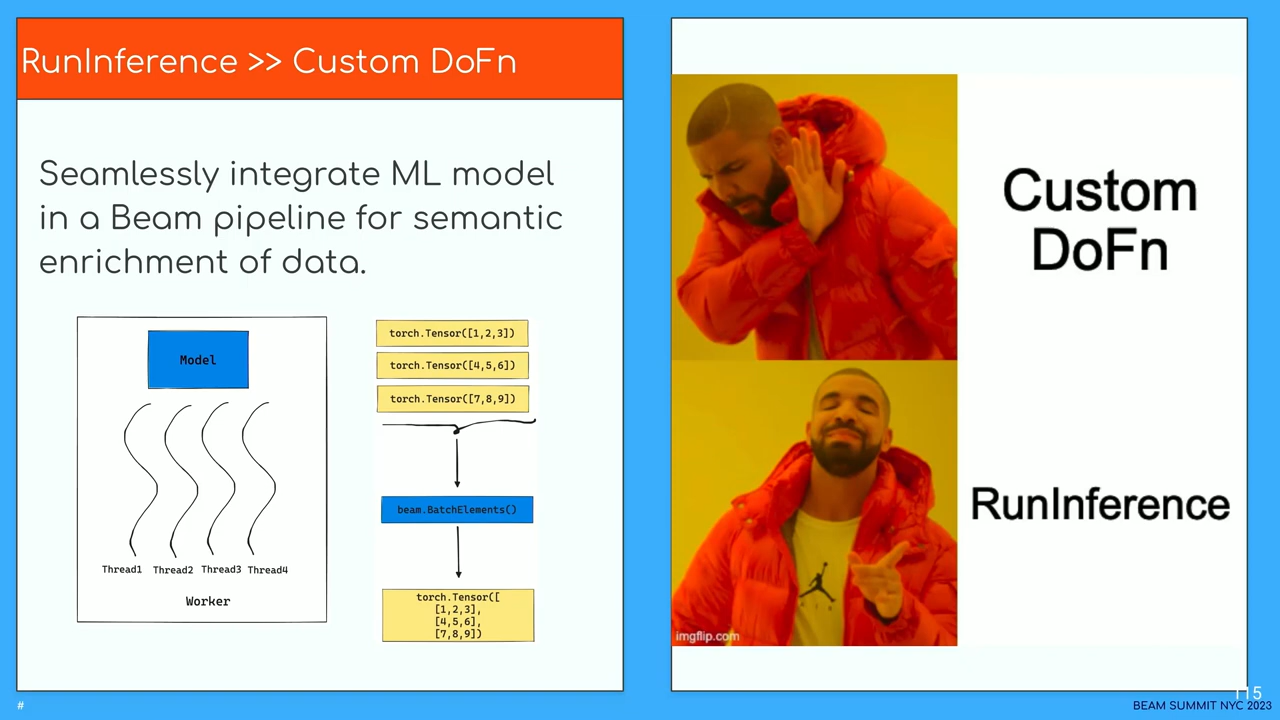 RunInference >> Custom DoFn
Seamlessly integrate ML model
in a Beam pipeline for semantic
enrichment of data.
Model
Thread1 Thread2 Thread3 Thread4
Worker
torch.Tensor([1,2,3])
torch.Tensor([4,5,6])
torch.Tensor([7,8,9])
beam.BatchElements()
torch.Tensor([
[1,2,3],
[4,5,6],
[7,8,9])
Custom
DoFn
RunInference
imgflip.com
#
115
BEAM SUMMIT NYC 2023